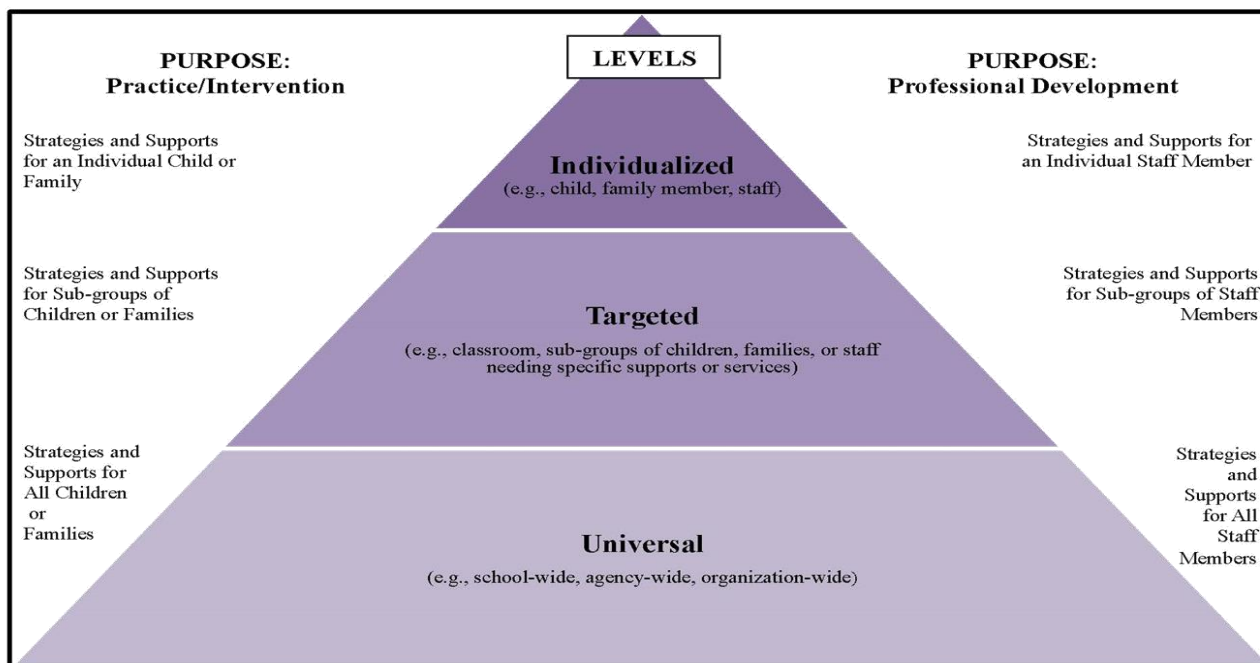 LEVELS
PURPOSE:
Practice/Intervention
PURPOSE:
Professional Development
Strategies and Supports
for an Individual Child or
Family
Individualized
(e.g., child, family member, staff)
Strategies and Supports for
an Individual Staff Member
Strategies and Supports
for Sub-groups of
Children or Families
Targeted
(e.g., classroom, sub-groups of children, families, or staff
needing specific supports or services)
Strategies and Supports
for Sub-groups of Staff
Members
Strategies and
Supports for
All Children
or
Families
Universal
(e.g., school-wide, agency-wide, organization-wide)
Strategies
and
Supports
for All
Staff
Members